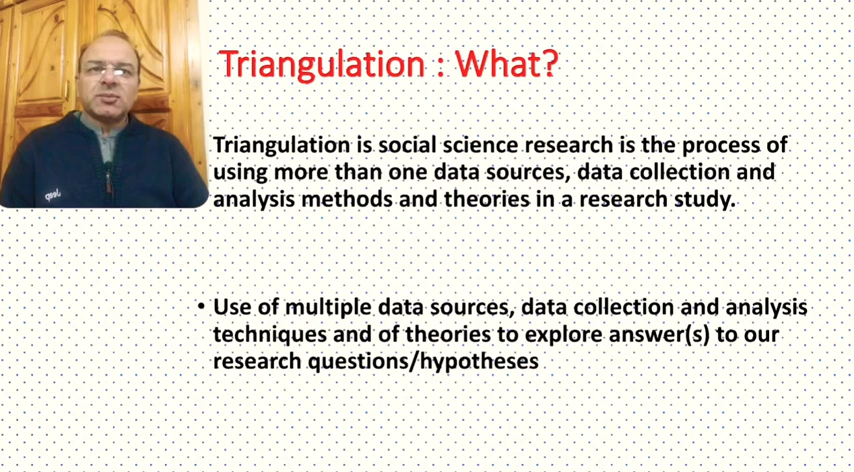 Triangulation : What?
Triangulation is social science research is the process of
using more than one data sources, data collection and
analysis methods and theories in a research study.
• Use of multiple data sources, data collection and analysis
techniques and of theories to explore answer(s) to our
research questions/hypotheses